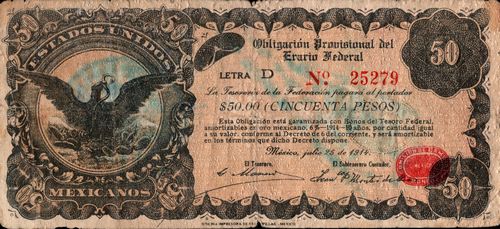 50
ESTADOS UNIDOS
MEXICANOS
50
Obligación Provisional del
Erario Federal
50
LETRA D Nº 25279
La Tesorería de la Federación pagará al portador
$50.00 (CINCUENTA PESOS)
Esta Obligación está garantizada con Bonos del Tesoro Federal,
amortizables en oro mexicano, 6%-1914-10 años, por cantidad igual
a su valor, conforme al Decreto de 6 del corriente, y será amortizable
en los términos que dicho Decreto dispone.
México, julio 25 de 1914.
El Tesorero, El Subtesorero Contador,
50